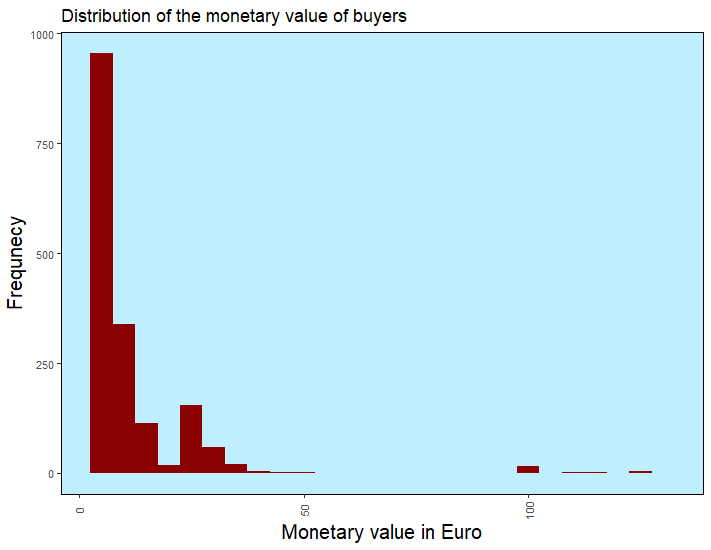 Distribution of the monetary value of buyers
1000
750
500
250
0
Frequnecy
0
50
100
Monetary value in Euro